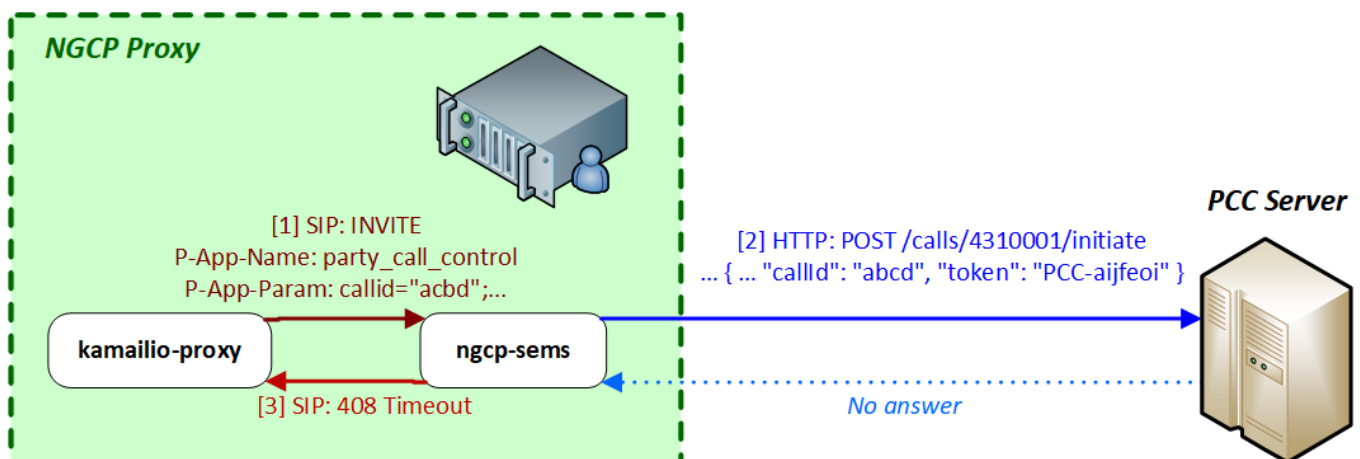 NGCP Proxy
[1] SIP: INVITE
P-App-Name: party_call_control
P-App-Param: callid="acbd";...
PCC Server
[2] HTTP: POST /calls/4310001/initiate
... { ... "callId": "abcd", "token": "PCC-aijfeoi" }
kamailio-proxy
ngcp-sems
[3] SIP: 408 Timeout
No answer